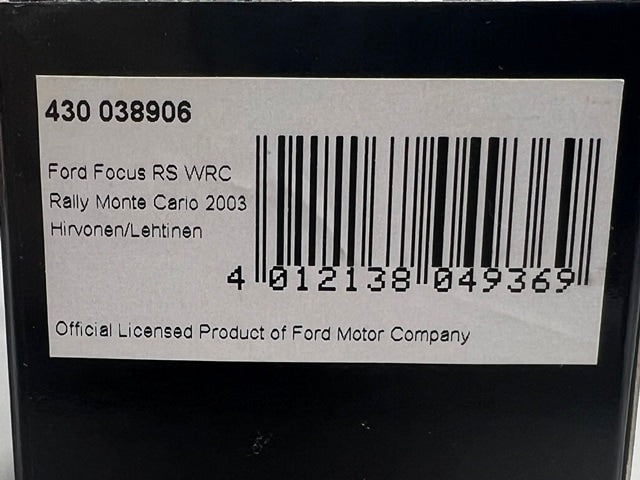 430 038906
Ford Focus RS WRC
Rally Monte Carlo 2003
Hirvonen/Lehtinen
4 012138 049369
Official Licensed Product of Ford Motor Company